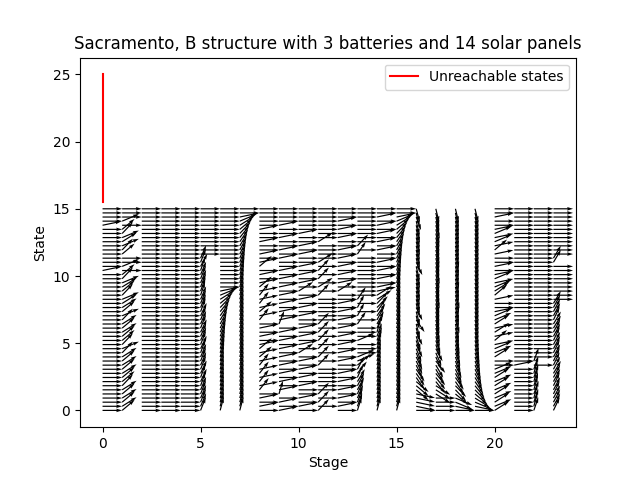 Sacramento, B structure with 3 batteries and 14 solar panels
Unreachable states
25
20
15
10
5
0
State
0 5 10 15 20
Stage